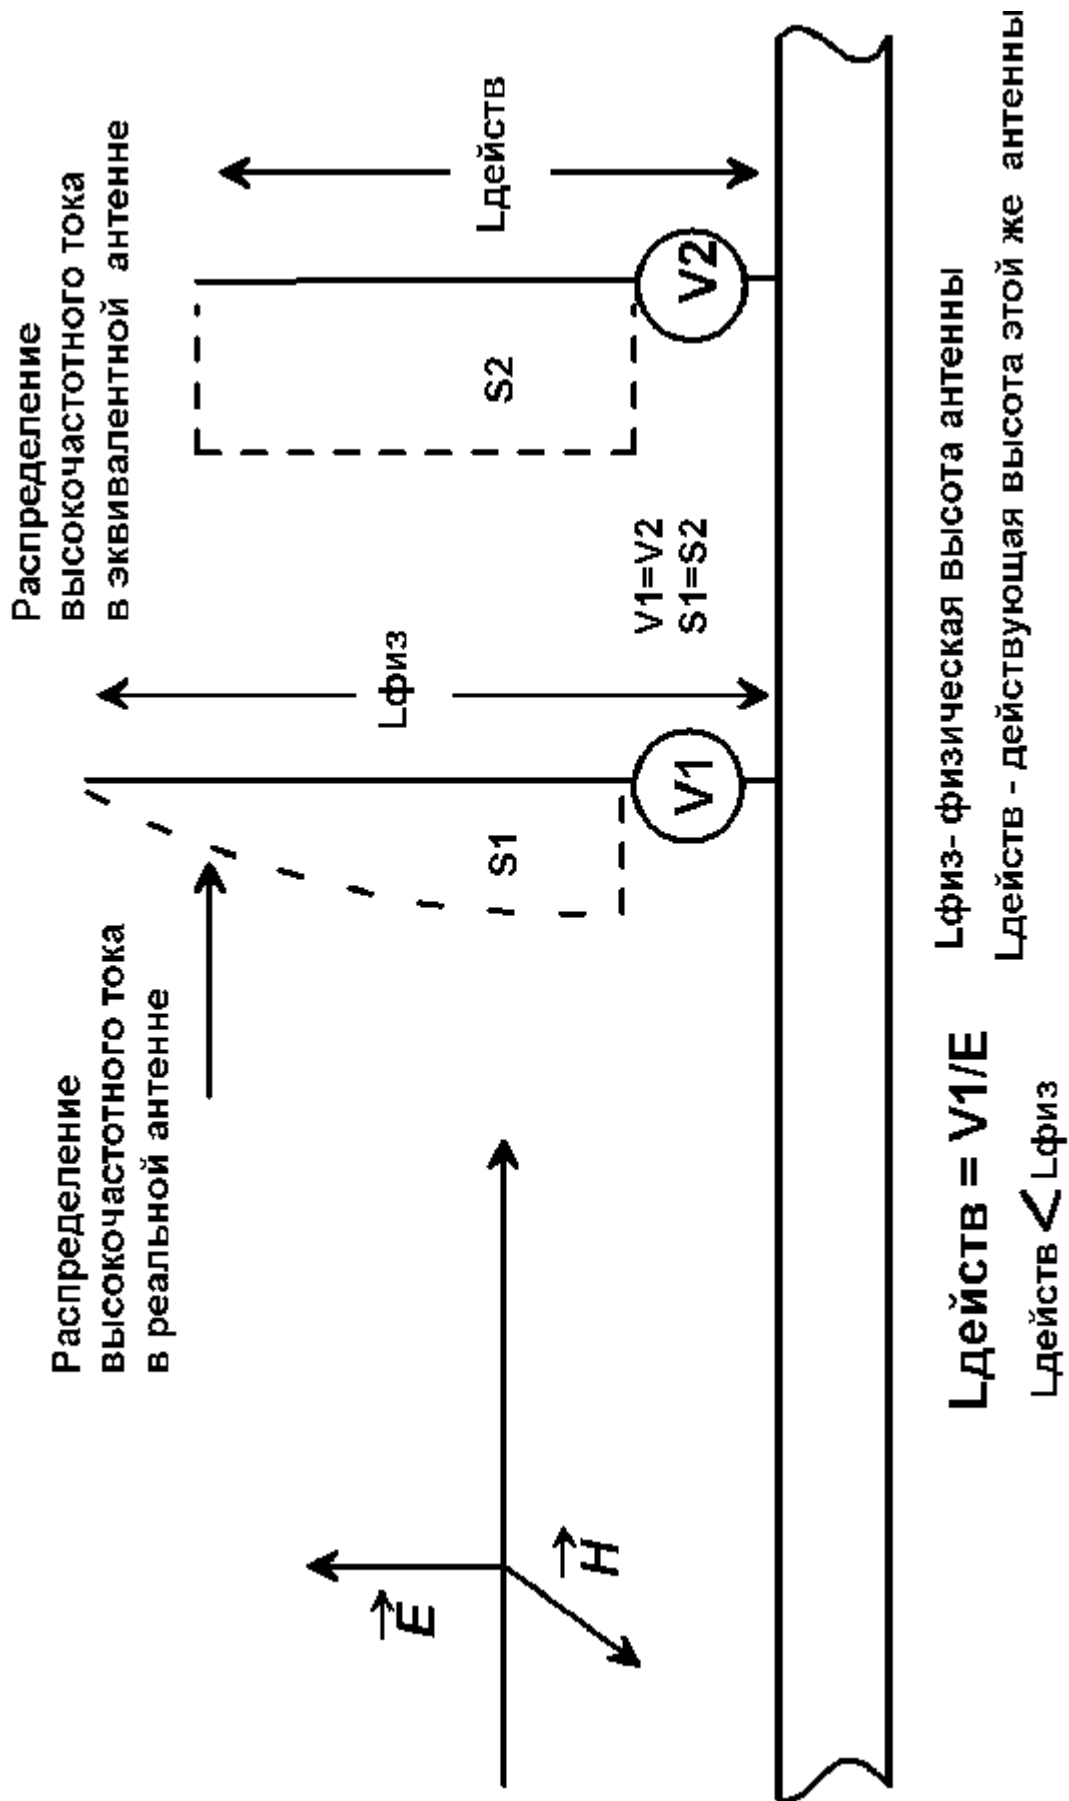 Распределение
высокочастотного тока
в реальной антенне
Распределение
высокочастотного тока
в эквивалентной антенне
E
H
S1
V1
Lфиз
V1=V2
S1=S2
S2
V2
Lдейств
Lдейств = V1/E
Lдейств < Lфиз
Lфиз- физическая высота антенны
Lдейств - действующая высота этой же антенны